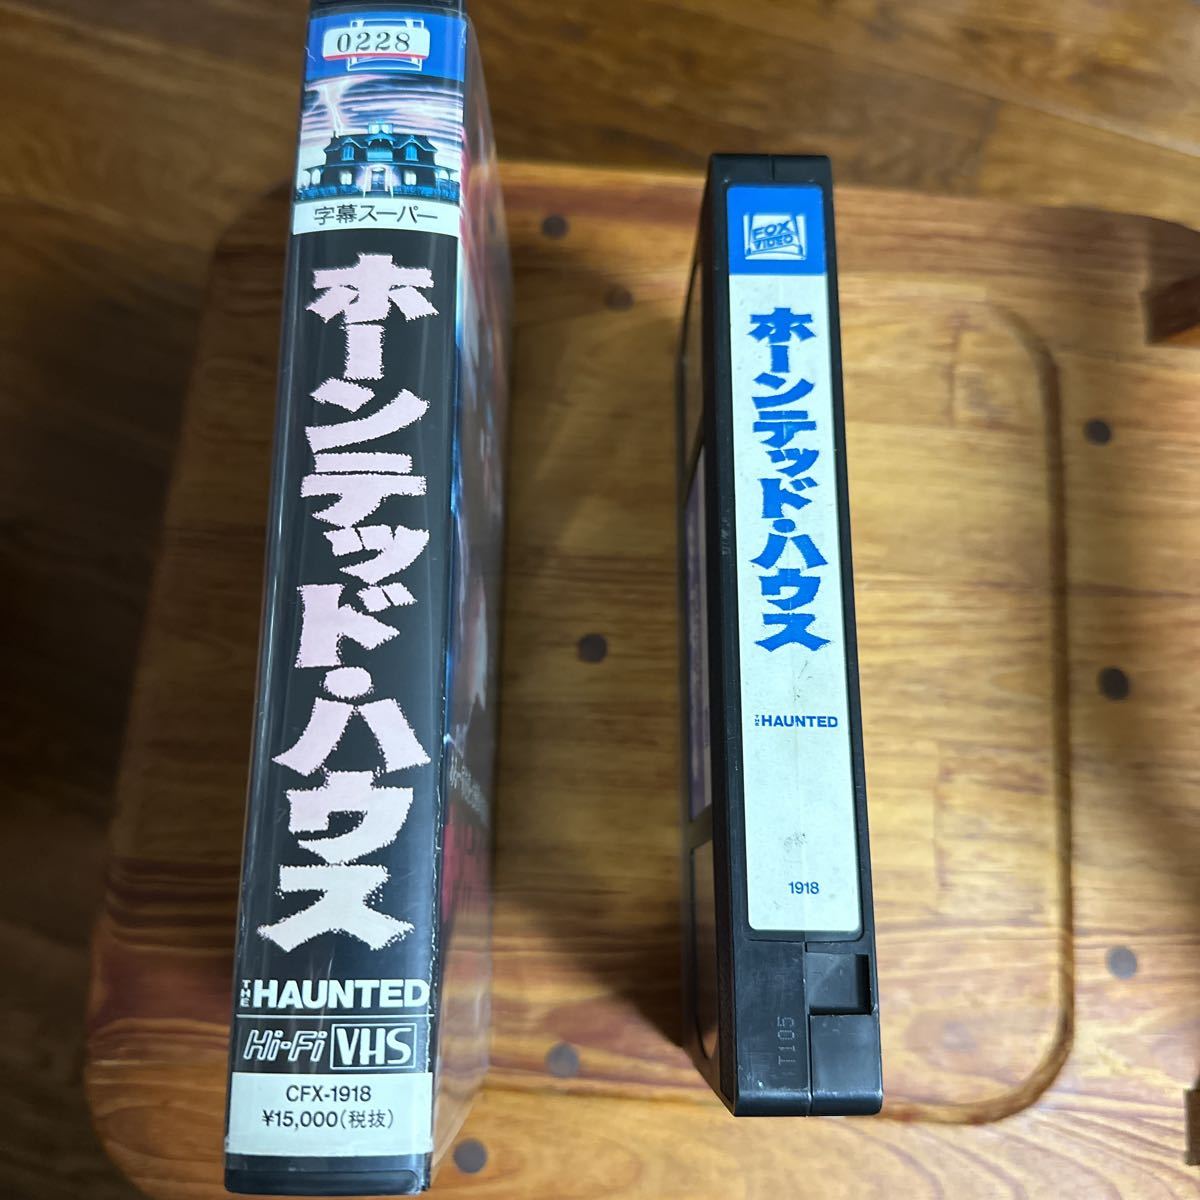 0228
字幕スーパー
ホーンテッド・ハウス
THE HAUNTED
Hi-Fi VHS
CFX-1918
¥15,000(税抜)
FOX
VIDEO
ホーンテッド・ハウス
THE HAUNTED
1918
T105